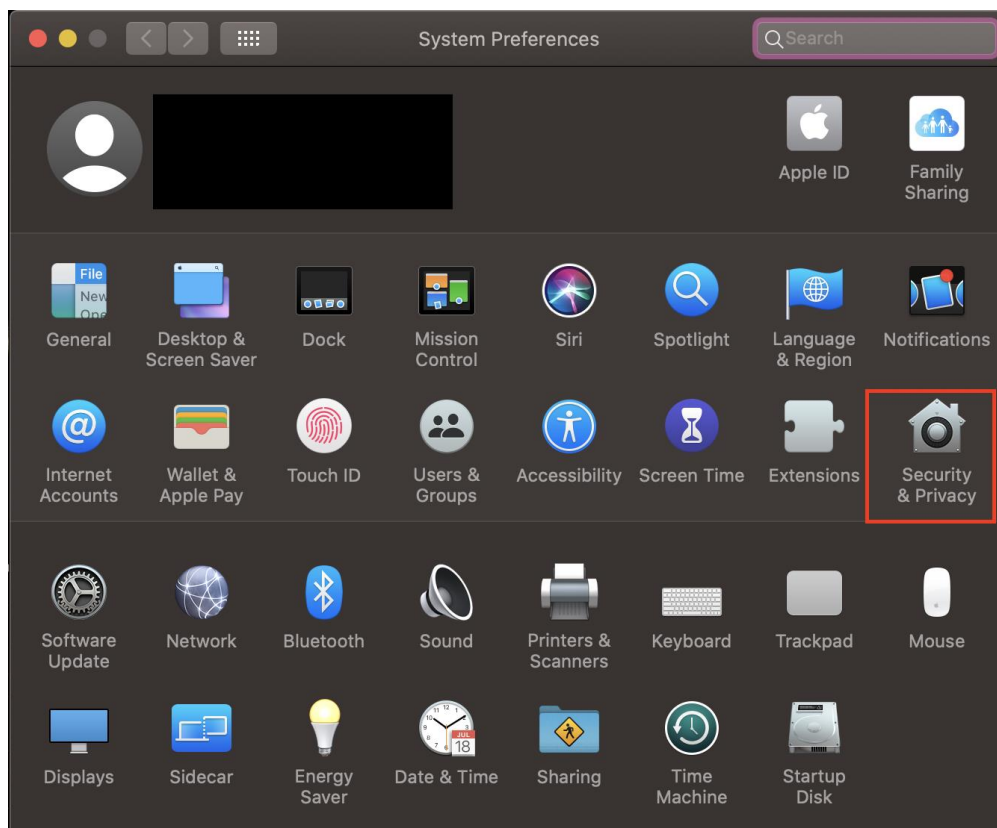 System Preferences
Search
Apple ID
Family
Sharing
File
New
Ope
General
Desktop &
Screen Saver
Dock
Mission
Control
Siri
Spotlight
Language
& Region
Notifications
Internet
Accounts
Wallet &
Apple Pay
Touch ID
Users &
Groups
Accessibility
Screen Time
Extensions
Security
& Privacy
Software
Update
Network
Bluetooth
Sound
Printers &
Scanners
Keyboard
Trackpad
Mouse
Displays
Sidecar
Energy
Saver
JUL
18
Date & Time
Sharing
Time
Machine
Startup
Disk